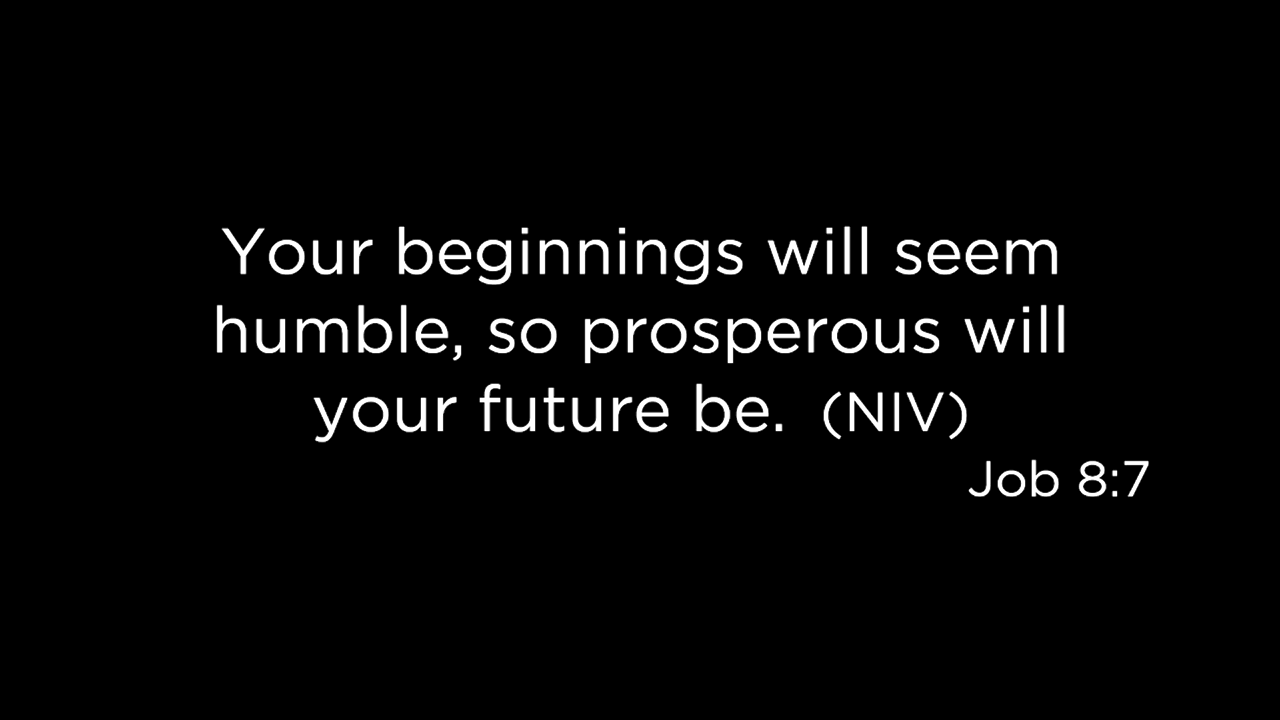 Your beginnings will seem
humble, so prosperous will
your future be. (NIV)
Job 8:7